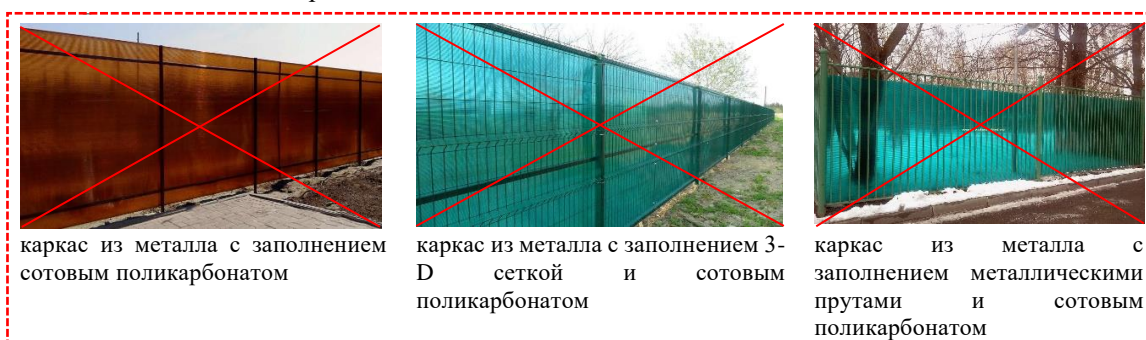 каркас из металла с заполнением
сотовым поликарбонатом
каркас из металла с заполнением 3-
D сеткой и сотовым
поликарбонатом
каркас из металла с
заполнением металлическими
прутами и сотовым
поликарбонатом